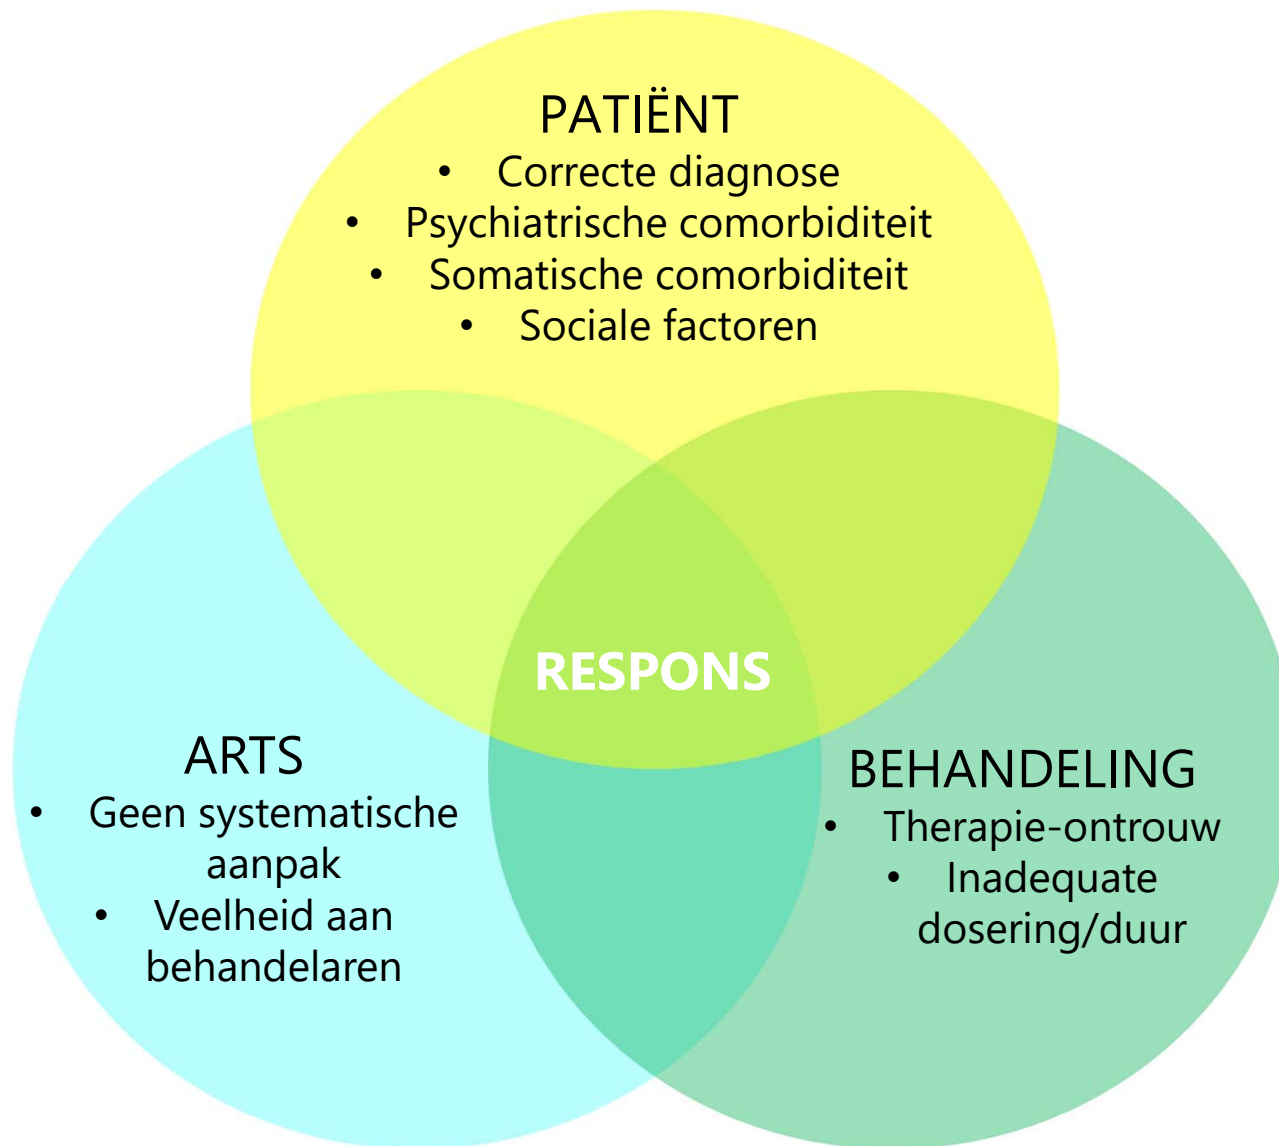 PATIËNT
• Correcte diagnose
• Psychiatrische comorbiditeit
• Somatische comorbiditeit
• Sociale factoren
RESPONS
ARTS
• Geen systematische
aanpak
• Veelheid aan
behandelaren
BEHANDELING
• Therapie-ontrouw
• Inadequate
dosering/duur